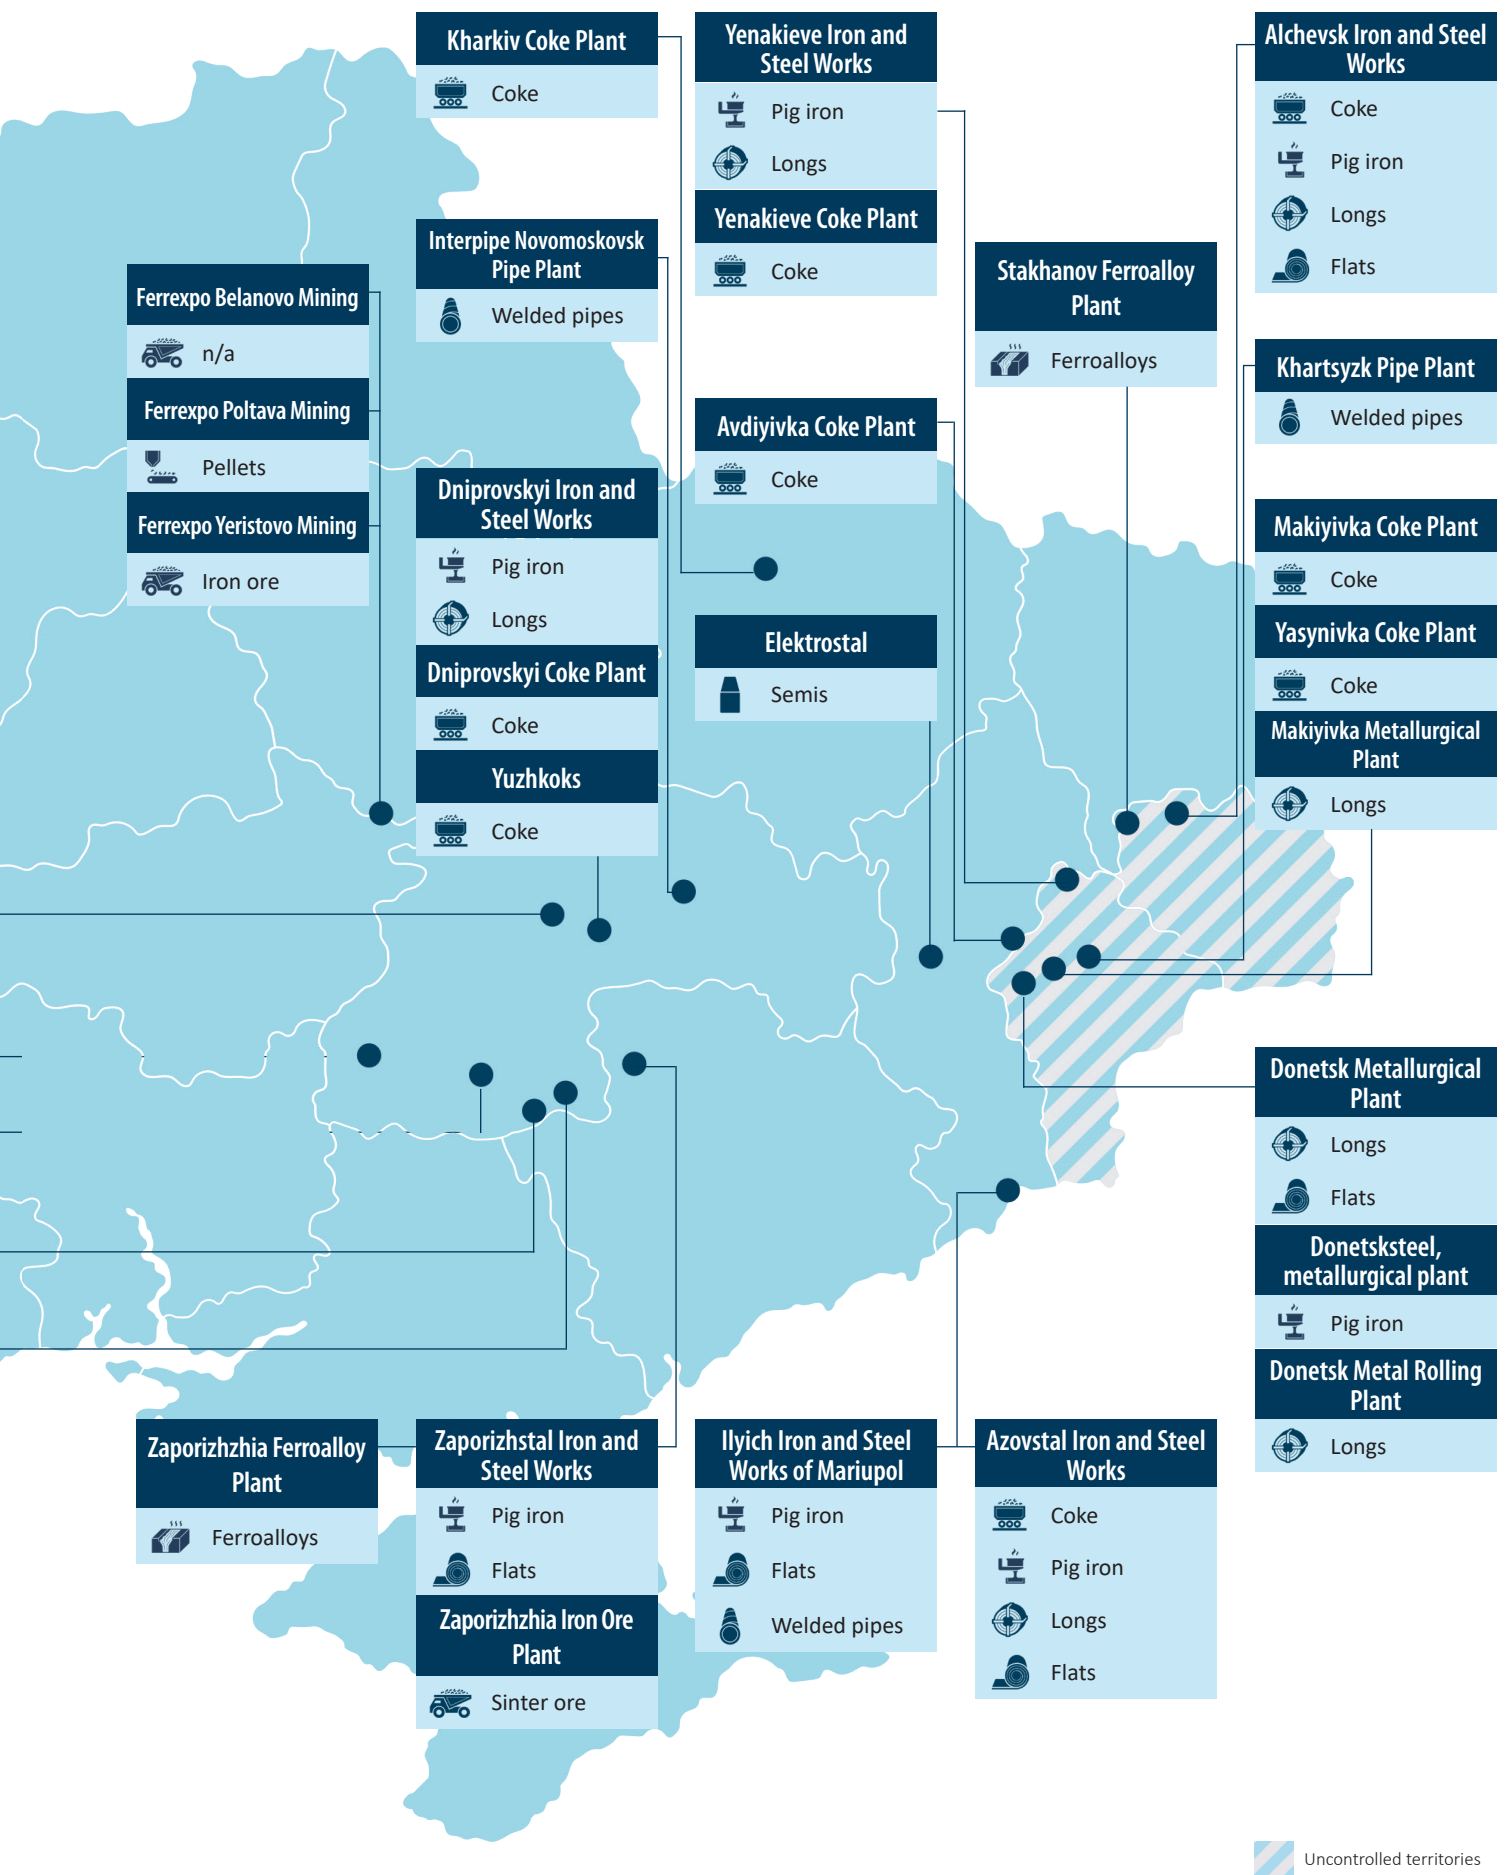 Kharkiv Coke Plant
Coke
Yenakieve Iron and
Steel Works
Pig iron
Longs
Yenakieve Coke Plant
Coke
Alchevsk Iron and Steel
Works
Coke
Pig iron
Longs
Flats
Interpipe Novomoskovsk
Pipe Plant
Welded pipes
Stakhanov Ferroalloy
Plant
Ferroalloys
Ferrexpo Belanovo Mining
n/a
Ferrexpo Poltava Mining
Pellets
Ferrexpo Yeristovo Mining
Iron ore
Khartsyzk Pipe Plant
Welded pipes
Avdiyivka Coke Plant
Coke
Dniprovskyi Iron and
Steel Works
Pig iron
Longs
Dniprovskyi Coke Plant
Coke
Yuzhkoks
Coke
Elektrostal
Semis
Makiyivka Coke Plant
Coke
Yasynivka Coke Plant
Coke
Makiyivka Metallurgical
Plant
Longs
Donetsk Metallurgical
Plant
Longs
Flats
Donetsksteel,
metallurgical plant
Pig iron
Donetsk Metal Rolling
Plant
Longs
Zaporizhzhia Ferroalloy
Plant
Ferroalloys
Zaporizhstal Iron and
Steel Works
Pig iron
Flats
Zaporizhzhia Iron Ore
Plant
Sinter ore
Ilyich Iron and Steel
Works of Mariupol
Pig iron
Flats
Welded pipes
Azovstal Iron and Steel
Works
Coke
Pig iron
Longs
Flats
Uncontrolled territories